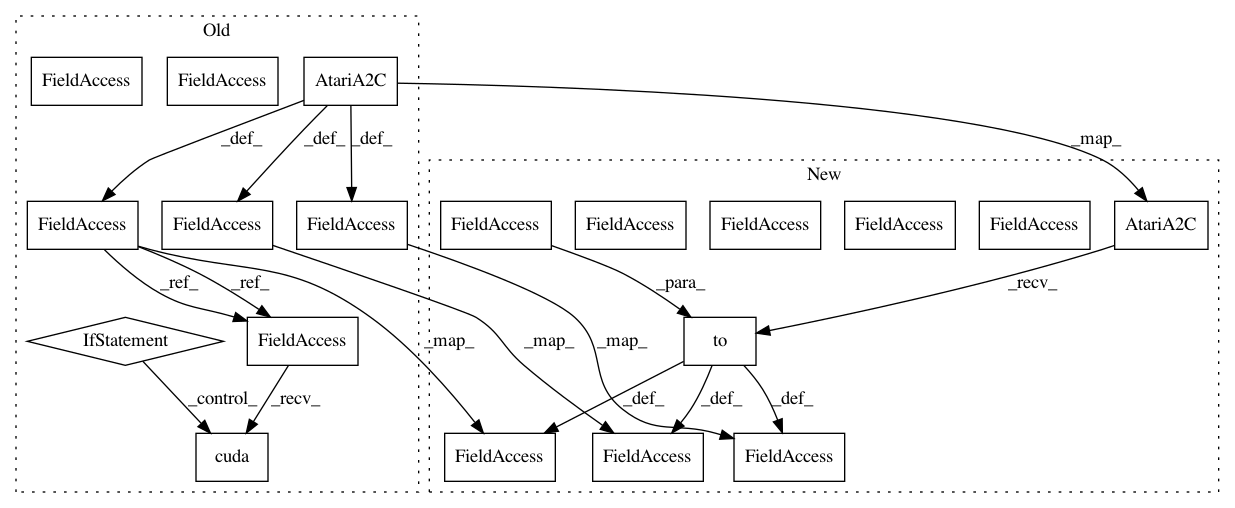 Old
FieldAccess
FieldAccess
AtariA2C
_def_
_def_
_def_
_map_
New
FieldAccess
FieldAccess
FieldAccess
FieldAccess
FieldAccess
FieldAccess
FieldAccess
FieldAccess
AtariA2C
_ref_
_ref_
_para_
_recv_
IfStatement
FieldAccess
_map_
_map_
_map_
to
_control_
_recv_
_def_
_def_
_def_
cuda
FieldAccess
FieldAccess
FieldAccess